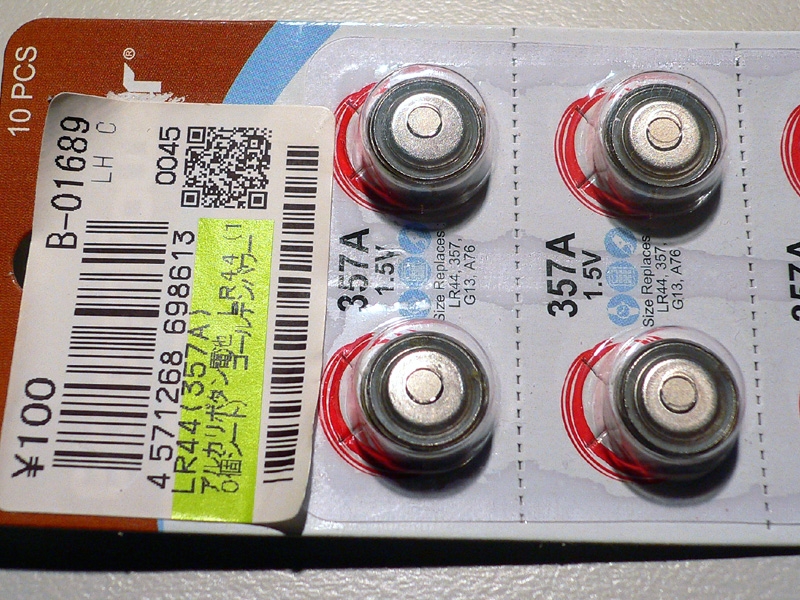 10 PCS
r®
B-01689
LH C
0045
¥100
4 571268 698613
LR44(357A)
アルカリボタン電池 LR44 (1
0個シート) ゴールデンパワー
357A
1.5V
Size Replaces
LR44, 357,
G13, A76
357A
1.5V
Size Replaces
LR44, 357,
G13, A76